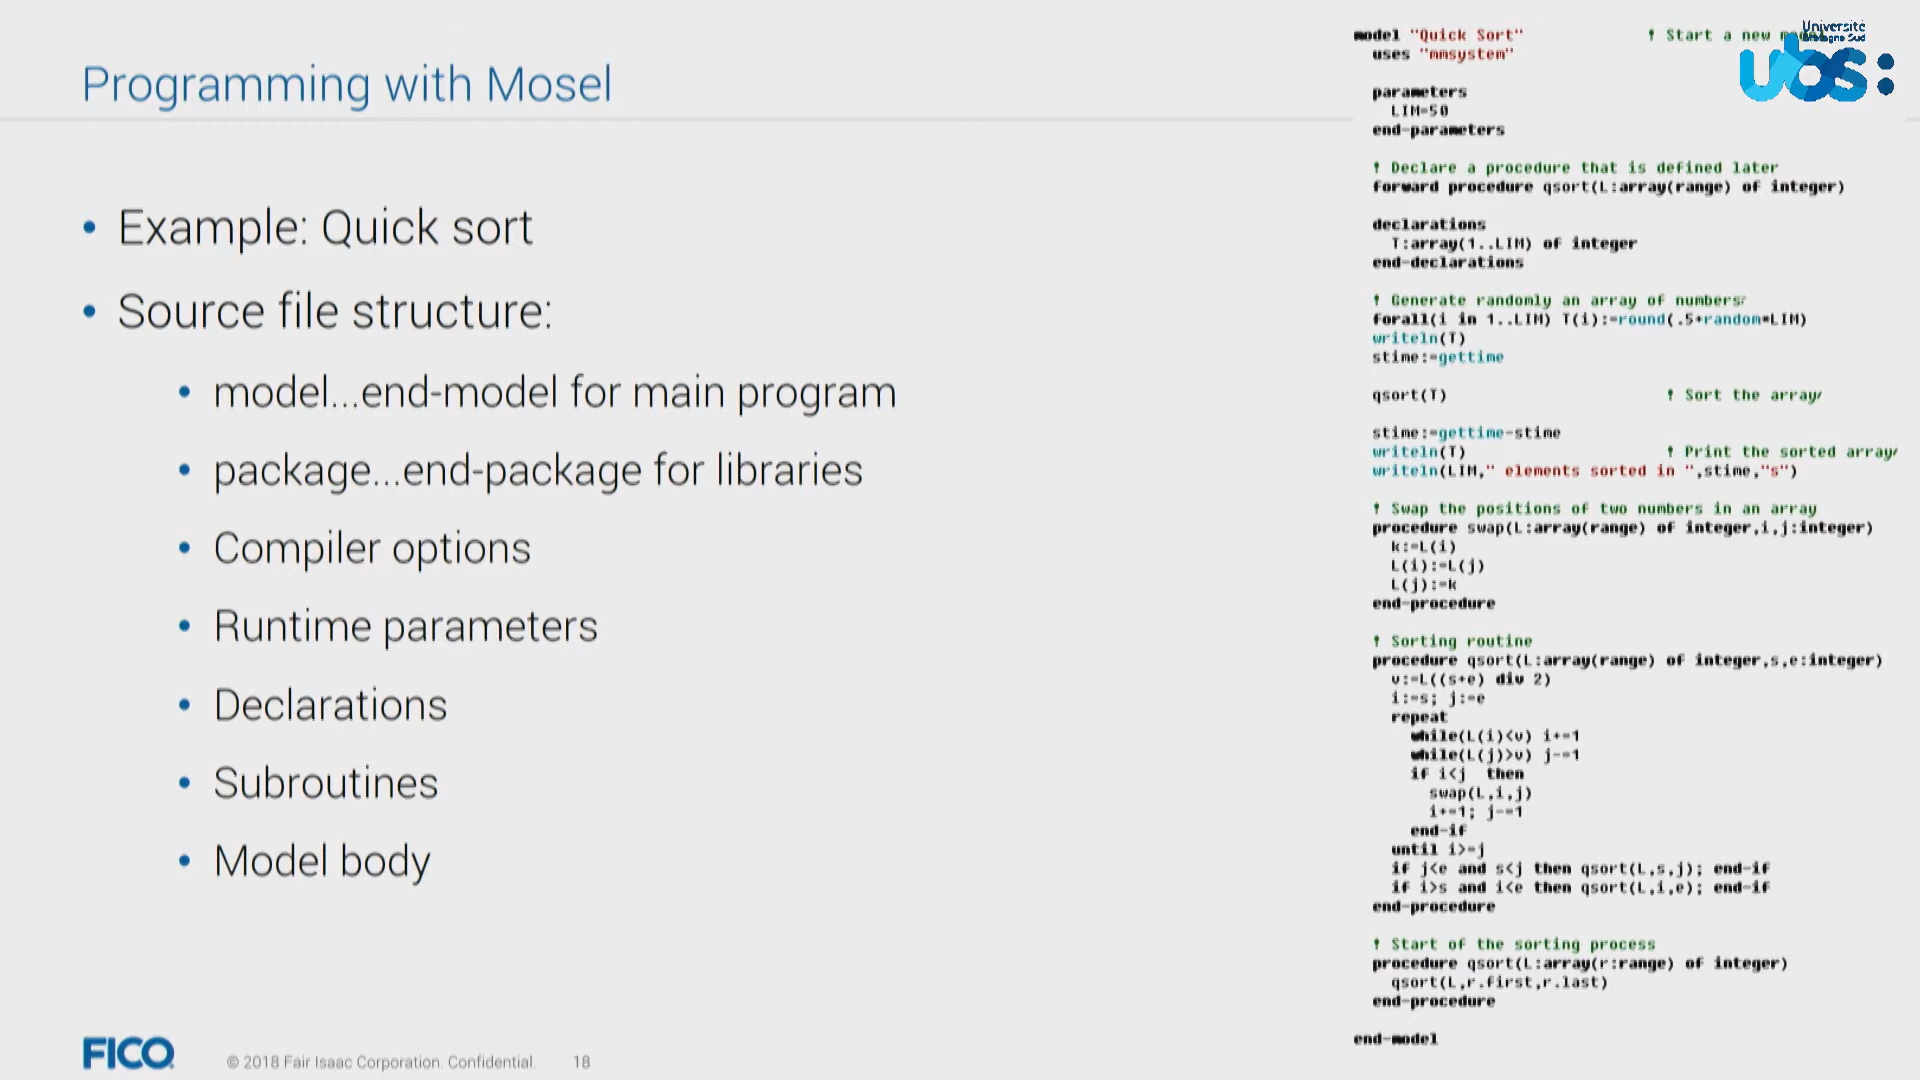 Programming with Mosel
• Example: Quick sort
• Source file structure:
• model...end-model for main program
• package...end-package for libraries
• Compiler options
• Runtime parameters
• Declarations
• Subroutines
• Model body
model "Quick Sort" ! Start a new
uses "mmsystem"
parameters
LIM=50
end-parameters
! Declare a procedure that is defined later
forward procedure qsort(L:array(range) of integer)
declarations
T:array(1..LIM) of integer
end-declarations
! Generate randomly an array of numbers
forall(i in 1..LIM) T(i):=round(.5+random*LIM)
writeln(T)
stime:=gettime
qsort(T) ! Sort the array
stime:=gettime-stime
writeln(T) ! Print the sorted array
writeln(LIM," elements sorted in ",stime,"s")
! Swap the positions of two numbers in an array
procedure swap(L:array(range) of integer,i,j:integer)
k:=L(i)
L(i):=L(j)
L(j):=k
end-procedure
! Sorting routine
procedure qsort(L:array(range) of integer,s,e:integer)
v:=L((s+e) div 2)
i:=s; j:=e
repeat
while(L(i)<v) i+=1
while(L(j)>v) j-=1
if i<j then
swap(L,i,j)
i+=1; j-=1
end-if
until i>=j
if j<e and s<j then qsort(L,s,j); end-if
if i>s and i<e then qsort(L,i,e); end-if
end-procedure
! Start of the sorting process
procedure qsort(L:array(r:range) of integer)
qsort(L,r.first,r.last)
end-procedure
end-model
Université
Bretagne Sud
ubs:
FICO
© 2018 Fair Isaac Corporation. Confidential. 18